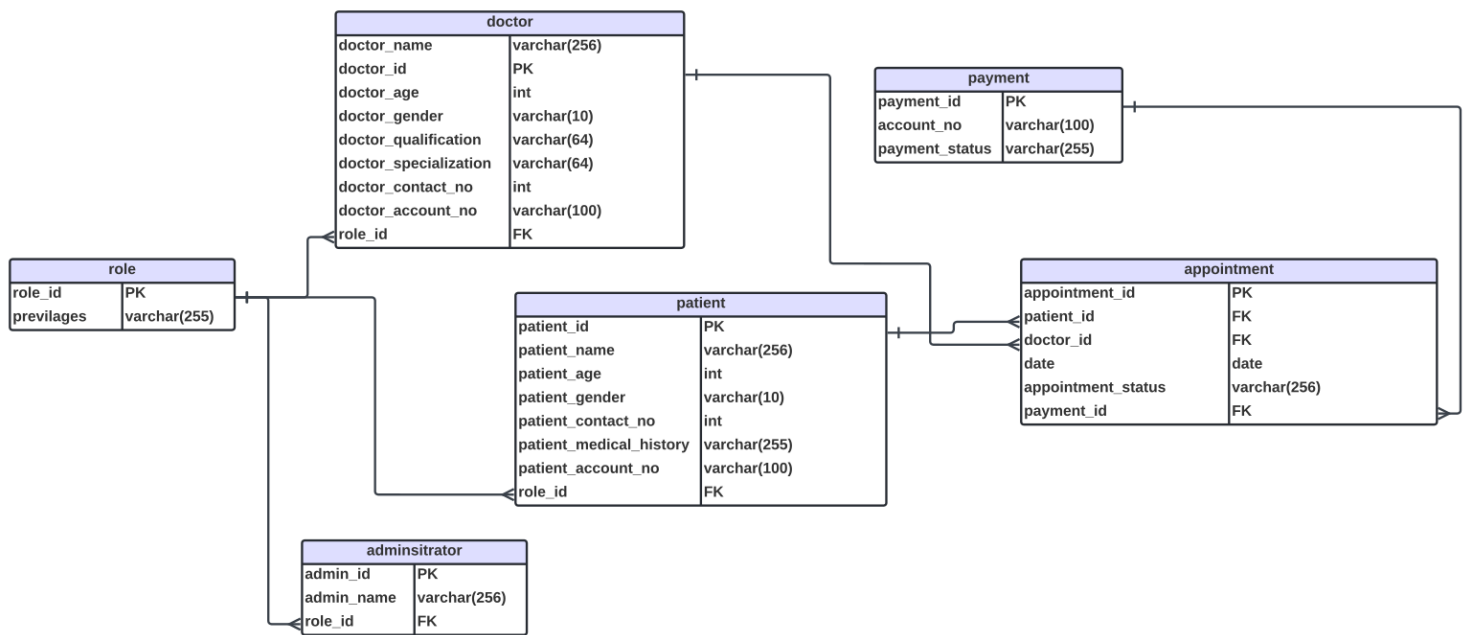 doctor
doctor_name varchar(256)
doctor_id PK
doctor_age int
doctor_gender varchar(10)
doctor_qualification varchar(64)
doctor_specialization varchar(64)
doctor_contact_no int
doctor_account_no varchar(100)
role_id FK
payment
payment_id PK
account_no varchar(100)
payment_status varchar(255)
role
role_id PK
previlages varchar(255)
patient
patient_id PK
patient_name varchar(256)
patient_age int
patient_gender varchar(10)
patient_contact_no int
patient_medical_history varchar(255)
patient_account_no varchar(100)
role_id FK
appointment
appointment_id PK
patient_id FK
doctor_id FK
date date
appointment_status varchar(256)
payment_id FK
adminsitrator
admin_id PK
admin_name varchar(256)
role_id FK